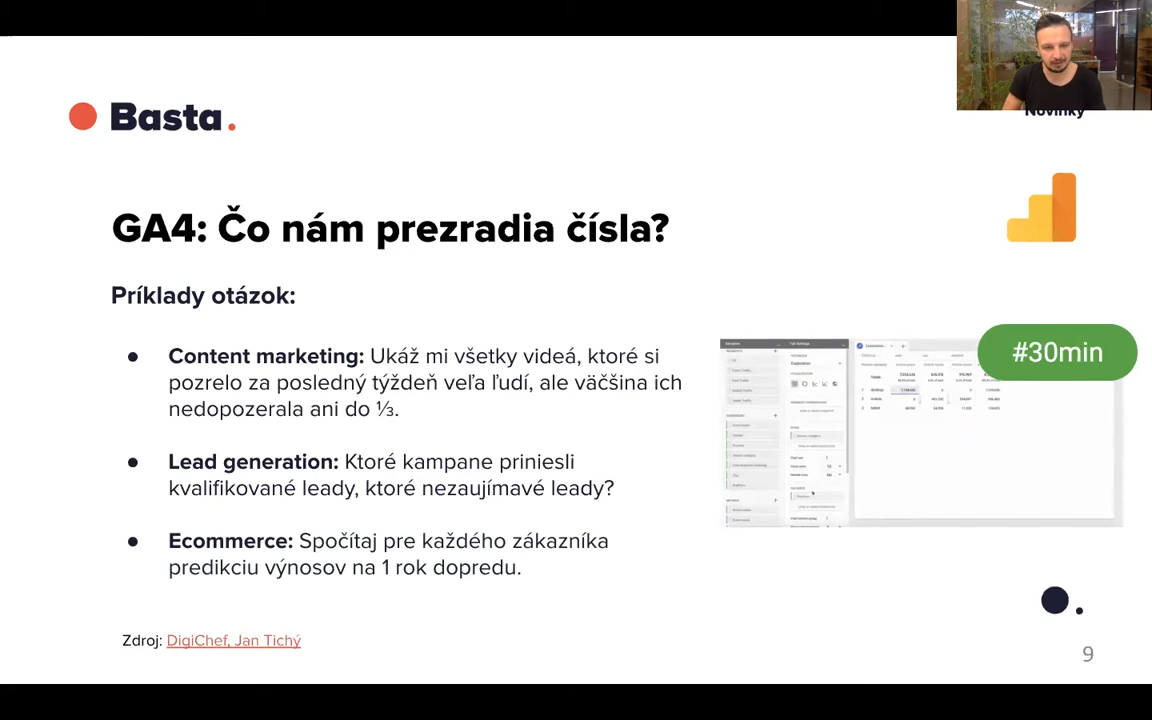 Basta.
Novinky
GA4: Čo nám prezradia čísla?
Príklady otázok:
● Content marketing: Ukáž mi všetky videá, ktoré si
pozrelo za posledný týždeň veľa ľudí, ale väčšina ich
nedopozerala ani do ⅓.
● Lead generation: Ktoré kampane priniesli
kvalifikované leady, ktoré nezaujímavé leady?
● Ecommerce: Spočítaj pre každého zákazníka
predikciu výnosov na 1 rok dopredu.
#30min
Zdroj: DigiChef, Jan Tichý
9